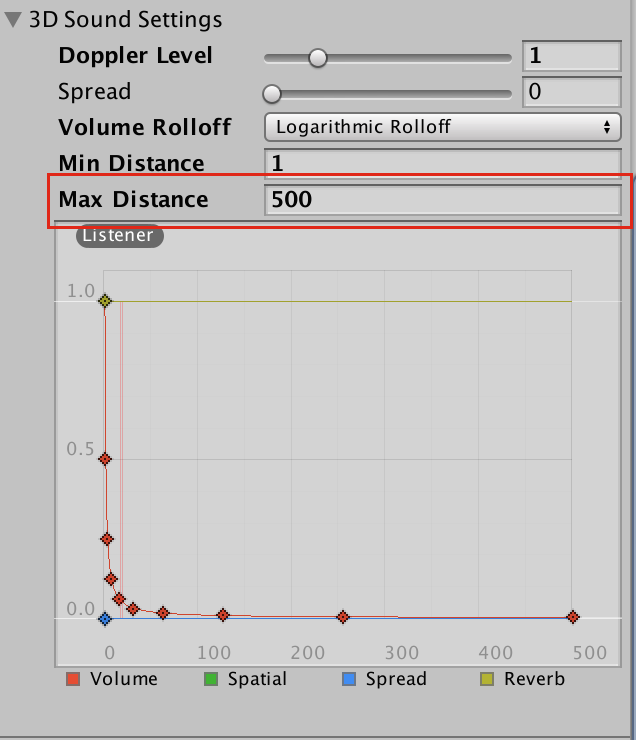 3D Sound Settings
Doppler Level 1
Spread 0
Volume Rolloff Logarithmic Rolloff
Min Distance 1
Max Distance 500
Listener
1.0
0.5
0.0
0 100 200 300 400 500
Volume Spatial Spread Reverb